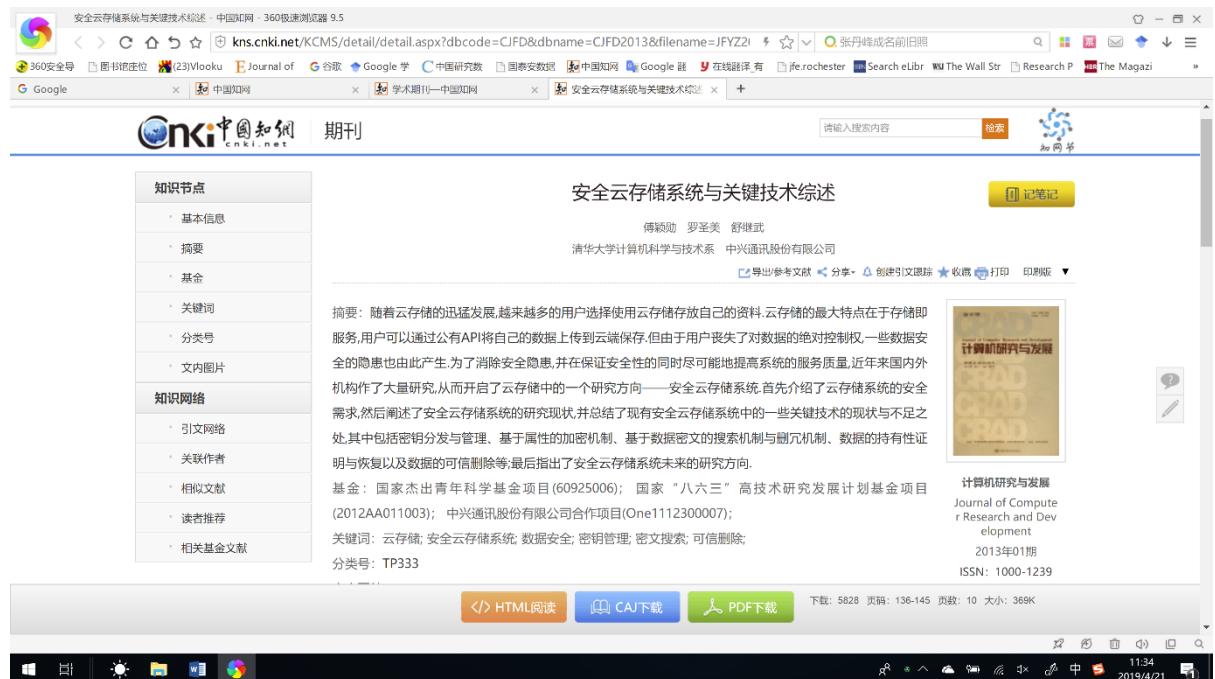 安全云存储系统与关键技术综述 - 中国知网 - 360极速浏览器 9.5
kns.cnki.net/KCMS/detail/detail.aspx?dbcode=CJFD&dbname=CJFD2013&filename=JFYZ2(
张丹峰成名前旧照
360安全导 图书馆座位 (23)Vlooku Journal of 谷歌 Google 学 中国研究数 国泰安数据 中国知网 Google 翻 在线翻译_有 jfe.rochester Search eLibr The Wall Str Research P The Magazi »
Google 中国知网 学术期刊—中国知网 安全云存储系统与关键技术综述
cnki 中国知网 期刊 请输入搜索内容 检索
cnki.net
知网节
知识节点
基本信息
摘要
基金
关键词
分类号
文内图片
知识网络
引文网络
关联作者
相似文献
读者推荐
相关基金文献
安全云存储系统与关键技术综述
记笔记
傅颖勋 罗圣美 舒继武
清华大学计算机科学与技术系 中兴通讯股份有限公司
导出/参考文献 分享 创建引文跟踪 收藏 打印 印刷版 ▼
摘要：随着云存储的迅猛发展,越来越多的用户选择使用云存储存放自己的资料.云存储的最大特点在于存储即
服务,用户可以通过公有API将自己的数据上传到云端保存.但由于用户丧失了对数据的绝对控制权,一些数据安
全的隐患也由此产生.为了消除安全隐患,并在保证安全性的同时尽可能地提高系统的服务质量,近年来国内外
机构作了大量研究,从而开启了云存储中的一个研究方向——安全云存储系统.首先介绍了云存储系统的安全
需求,然后阐述了安全云存储系统的研究现状,并总结了现有安全云存储系统中的一些关键技术的现状与不足之
处,其中包括密钥分发与管理、基于属性的加密机制、基于数据密文的搜索机制与删冗机制、数据的持有性证
明与恢复以及数据的可信删除等;最后指出了安全云存储系统未来的研究方向.
基金：国家杰出青年科学基金项目(60925006)； 国家“八六三”高技术研究发展计划基金项目
(2012AA011003)； 中兴通讯股份有限公司合作项目(One1112300007)；
关键词：云存储; 安全云存储系统; 数据安全; 密钥管理; 密文搜索; 可信删除;
分类号：TP333
计算机研究与发展
CRAD
计算机研究与发展
Journal of Compute
r Research and Dev
elopment
2013年01期
ISSN：1000-1239
</> HTML阅读 CAJ下载 PDF下载 下载：5828 页码：136-145 页数：10 大小：369K
中 11:34
2019/4/21